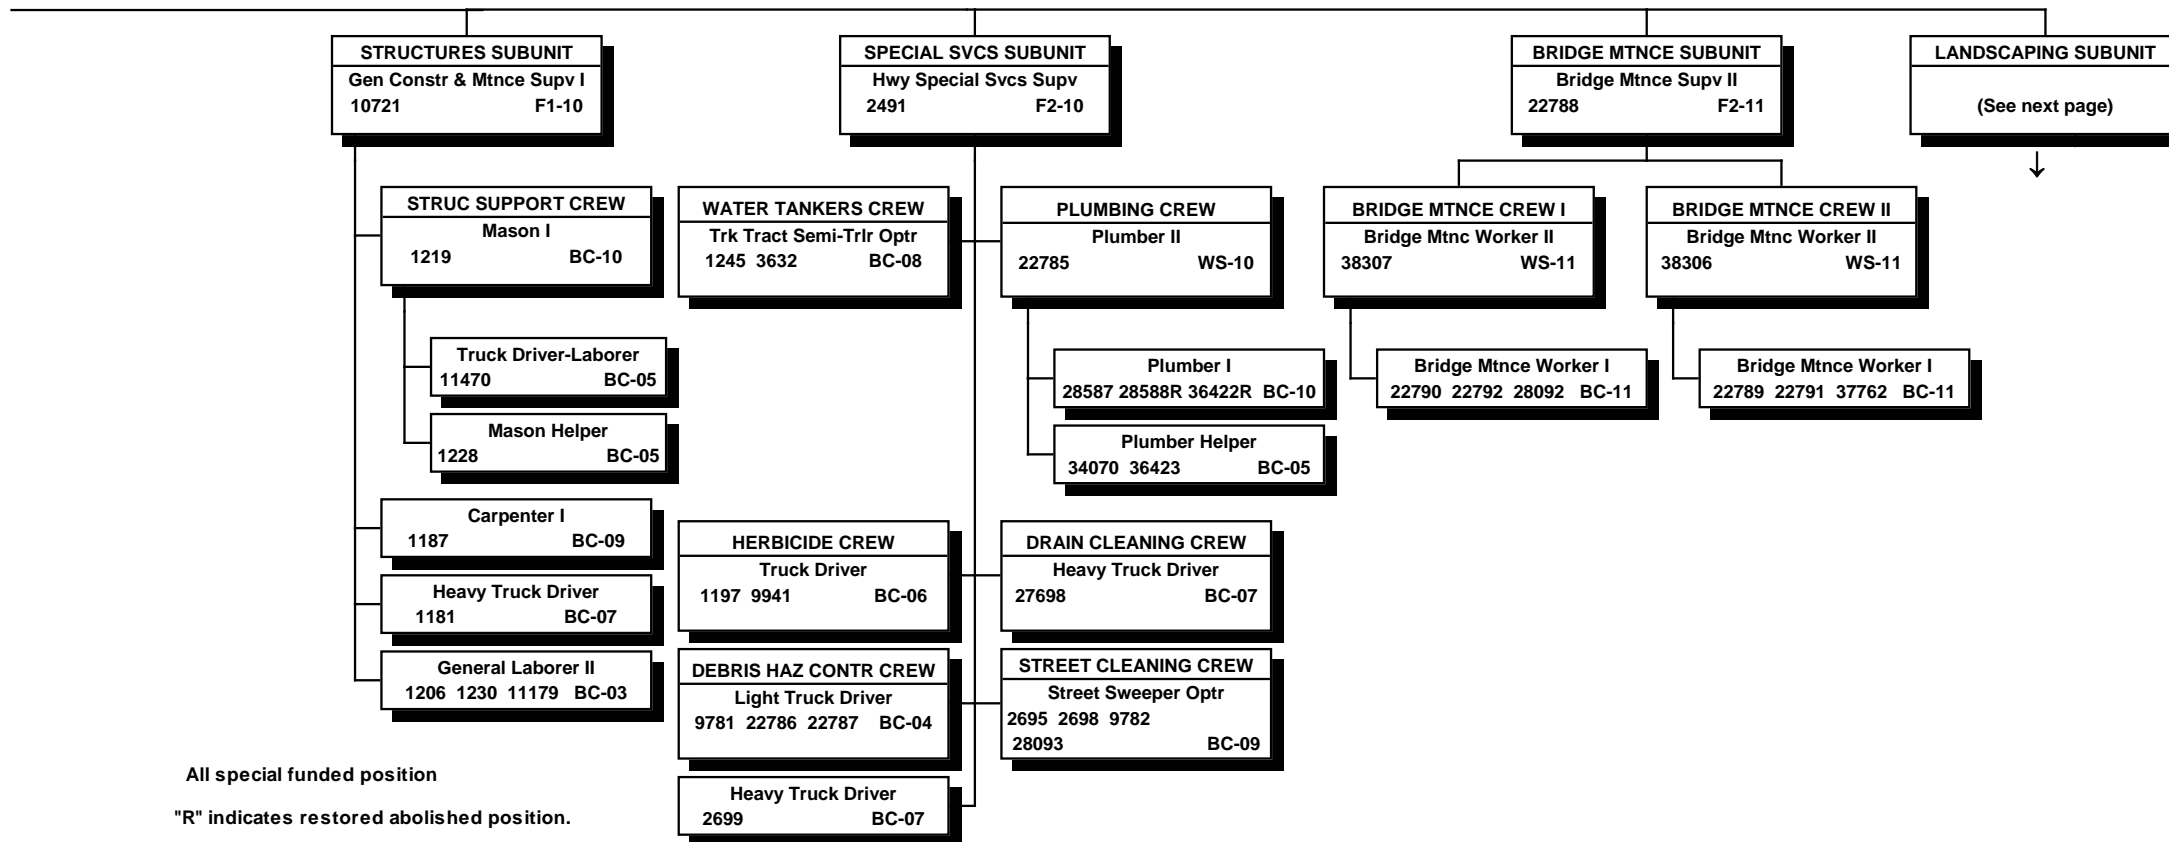 STRUCTURES SUBUNIT
Gen Constr & Mtnce Supv I
10721 F1-10
SPECIAL SVCS SUBUNIT
Hwy Special Svcs Supv
2491 F2-10
BRIDGE MTNCE SUBUNIT
Bridge Mtnce Supv II
22788 F2-11
LANDSCAPING SUBUNIT
(See next page)
↓
STRUC SUPPORT CREW
Mason I
1219 BC-10
Truck Driver-Laborer
11470 BC-05
Mason Helper
1228 BC-05
Carpenter I
1187 BC-09
Heavy Truck Driver
1181 BC-07
General Laborer II
1206 1230 11179 BC-03
WATER TANKERS CREW
Trk Tract Semi-Trlr Optr
1245 3632 BC-08
PLUMBING CREW
Plumber II
22785 WS-10
Plumber I
28587 28588R 36422R BC-10
Plumber Helper
34070 36423 BC-05
HERBICIDE CREW
Truck Driver
1197 9941 BC-06
DRAIN CLEANING CREW
Heavy Truck Driver
27698 BC-07
DEBRIS HAZ CONTR CREW
Light Truck Driver
9781 22786 22787 BC-04
STREET CLEANING CREW
Street Sweeper Optr
2695 2698 9782
28093 BC-09
Heavy Truck Driver
2699 BC-07
BRIDGE MTNCE CREW I
Bridge Mtnc Worker II
38307 WS-11
Bridge Mtnce Worker I
22790 22792 28092 BC-11
BRIDGE MTNCE CREW II
Bridge Mtnc Worker II
38306 WS-11
Bridge Mtnce Worker I
22789 22791 37762 BC-11
All special funded position
"R" indicates restored abolished position.